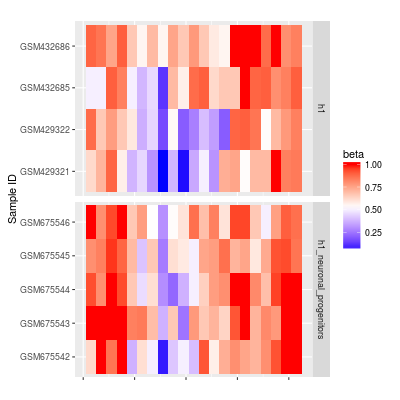 Sample ID
GSM432686
GSM432685
GSM429322
GSM429321
h1
GSM675546
GSM675545
GSM675544
GSM675543
GSM675542
h1_neuronal_progenitors
beta
1.00
0.75
0.50
0.25